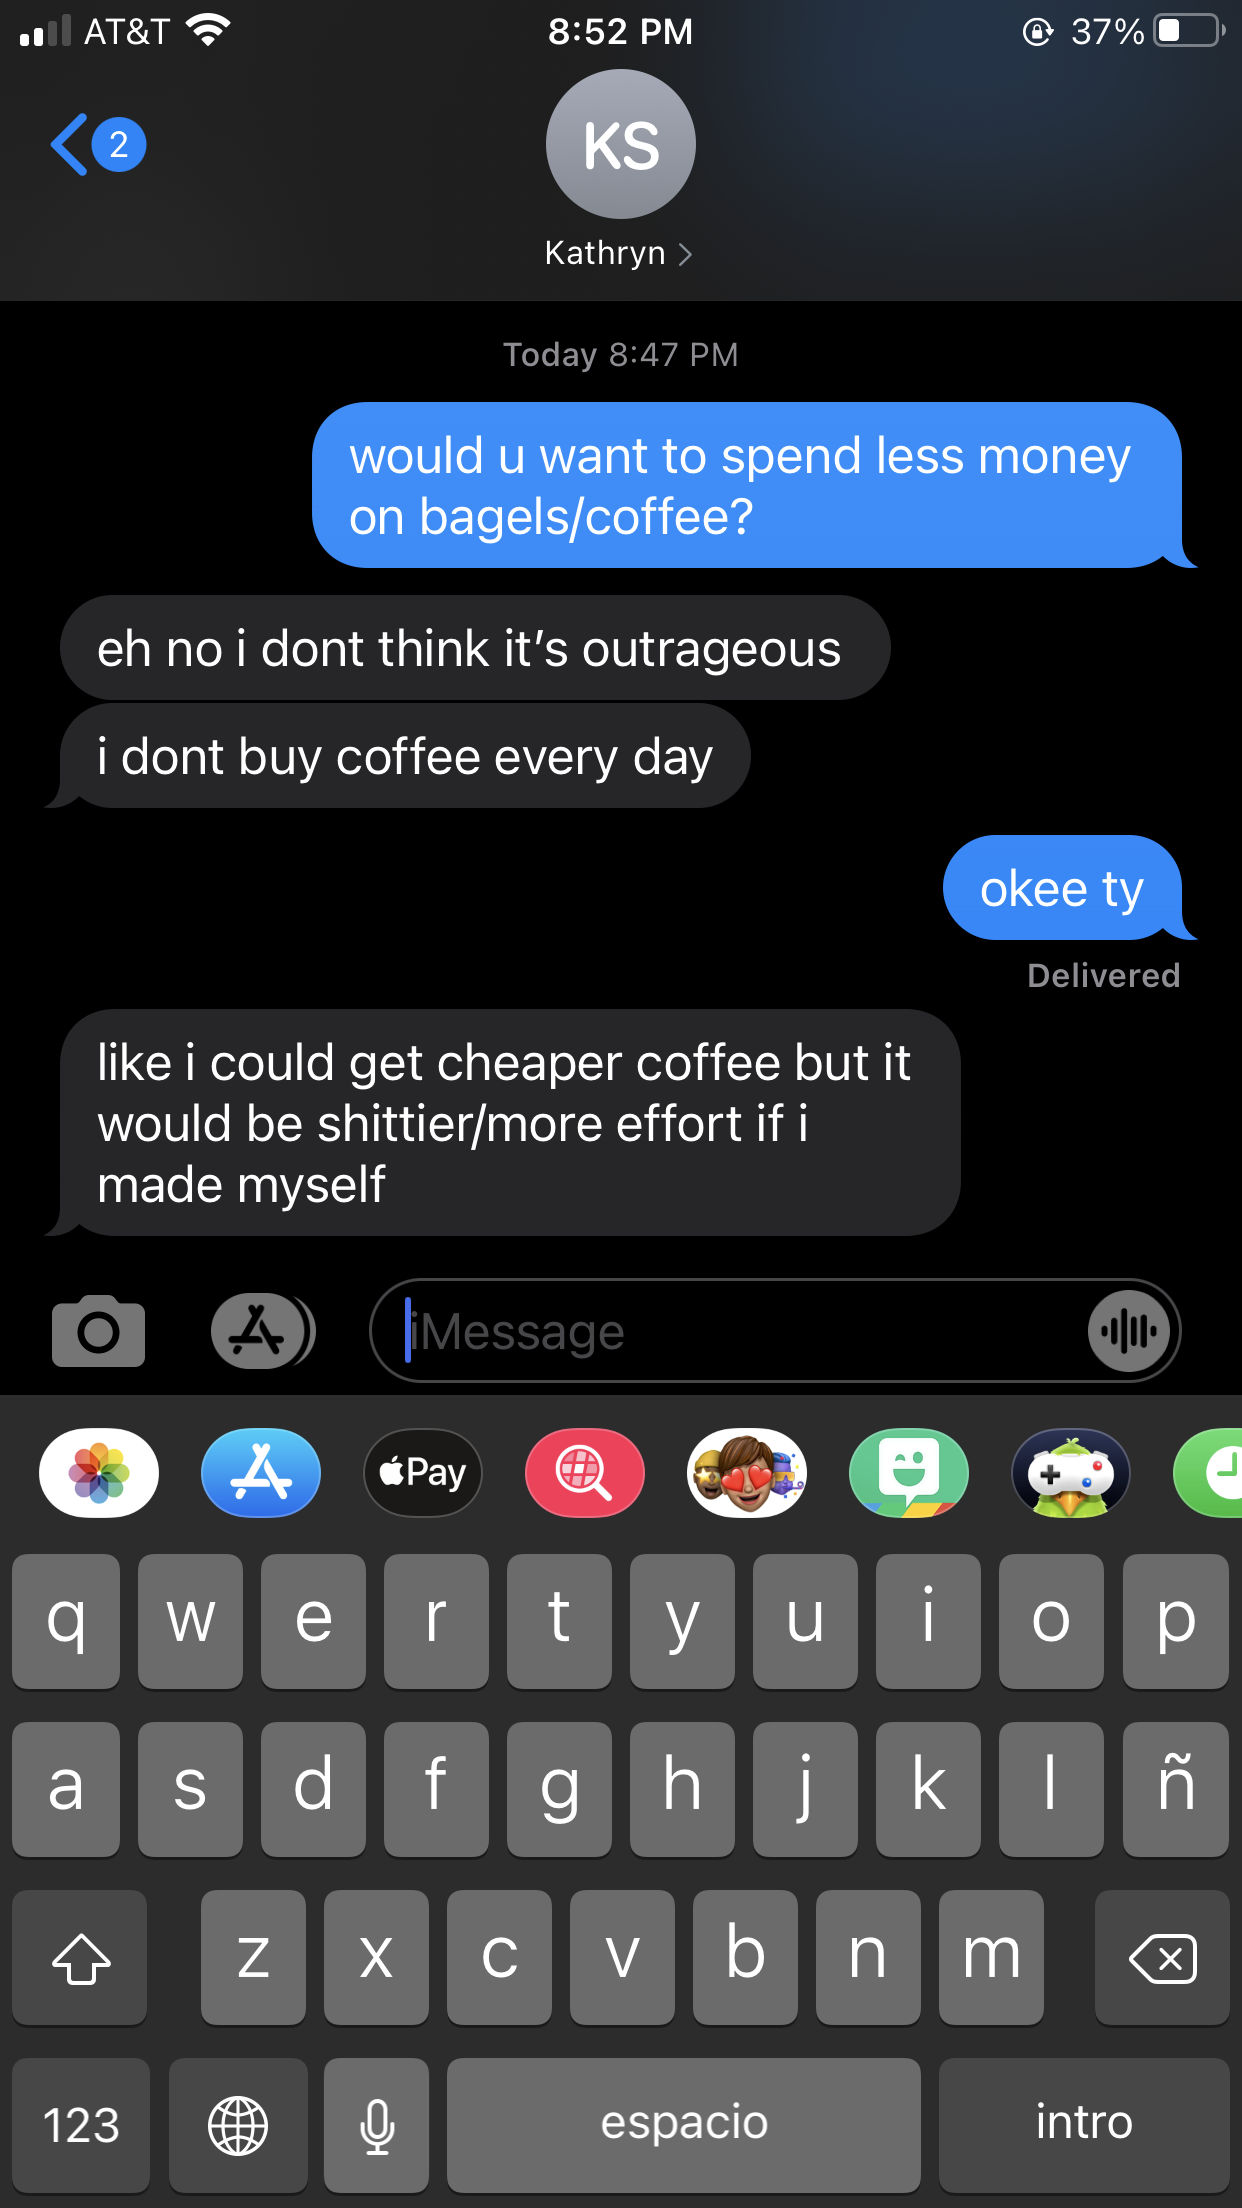 AT&T 8:52 PM 37%
2
KS
Kathryn
Today 8:47 PM
would u want to spend less money
on bagels/coffee?
eh no i dont think it’s outrageous
i dont buy coffee every day
okee ty
Delivered
like i could get cheaper coffee but it
would be shittier/more effort if i
made myself
iMessage
Pay
q w e r t y u i o p
a s d f g h j k l ñ
z x c v b n m
123 espacio intro